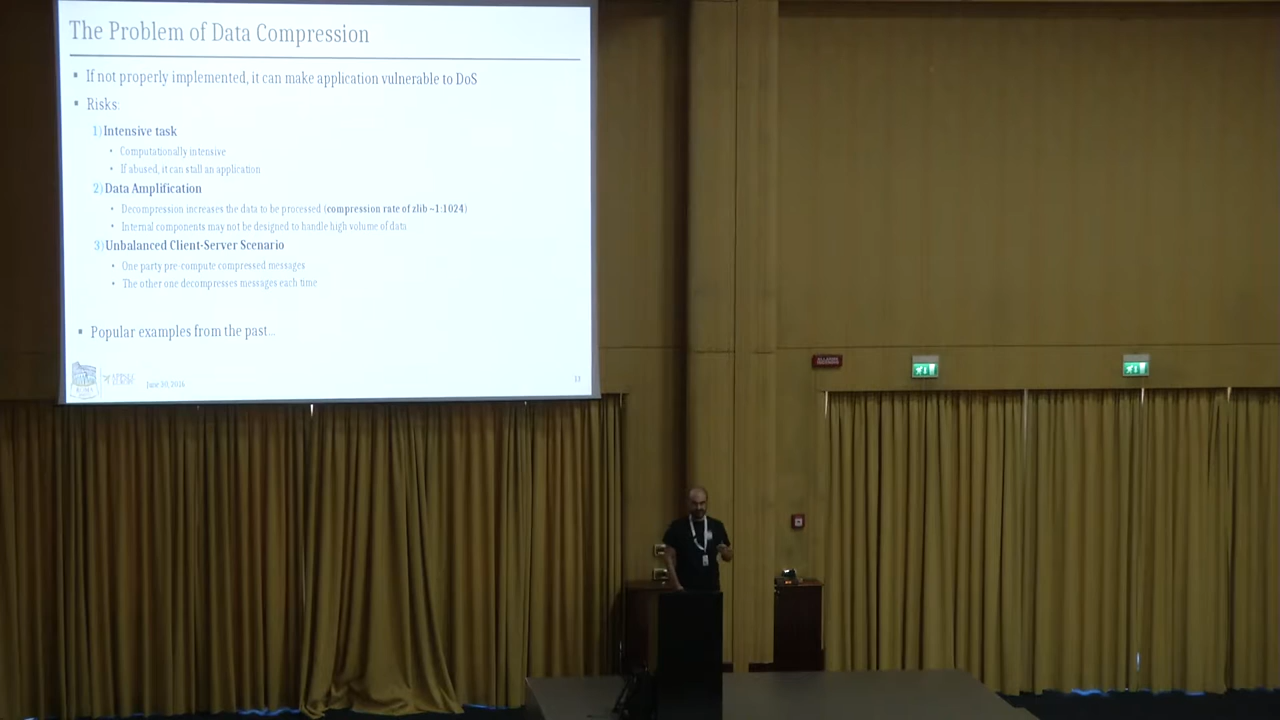 The Problem of Data Compression
▪ If not properly implemented, it can make application vulnerable to DoS
▪ Risks:
1) Intensive task
• Computationally intensive
• If abused, it can stall an application
2) Data Amplification
• Decompression increases the data to be processed (compression rate of zlib ~1:1024)
• Internal components may not be designed to handle high volume of data
3) Unbalanced Client-Server Scenario
• One party pre-compute compressed messages
• The other one decompresses messages each time
▪ Popular examples from the past...
June 30, 2016
13